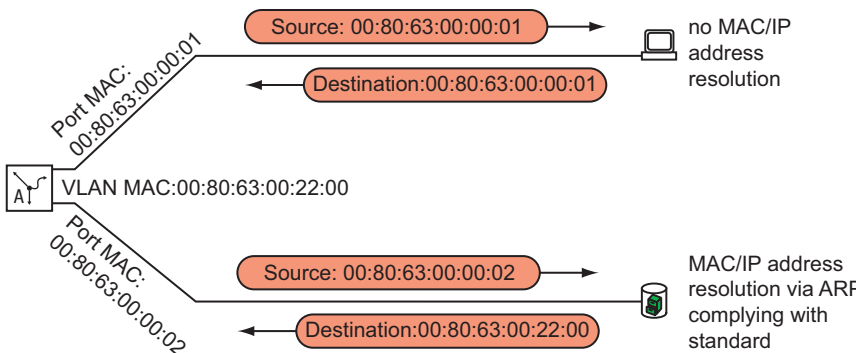 Source: 00:80:63:00:00:01
no MAC/IP
address
resolution
Port MAC:
00:80:63:00:00:01
Destination:00:80:63:00:00:01
A
VLAN MAC:00:80:63:00:22:00
Port MAC:
00:80:63:00:00:02
Source: 00:80:63:00:00:02
MAC/IP address
resolution via ARP
complying with
standard
Destination:00:80:63:00:22:00